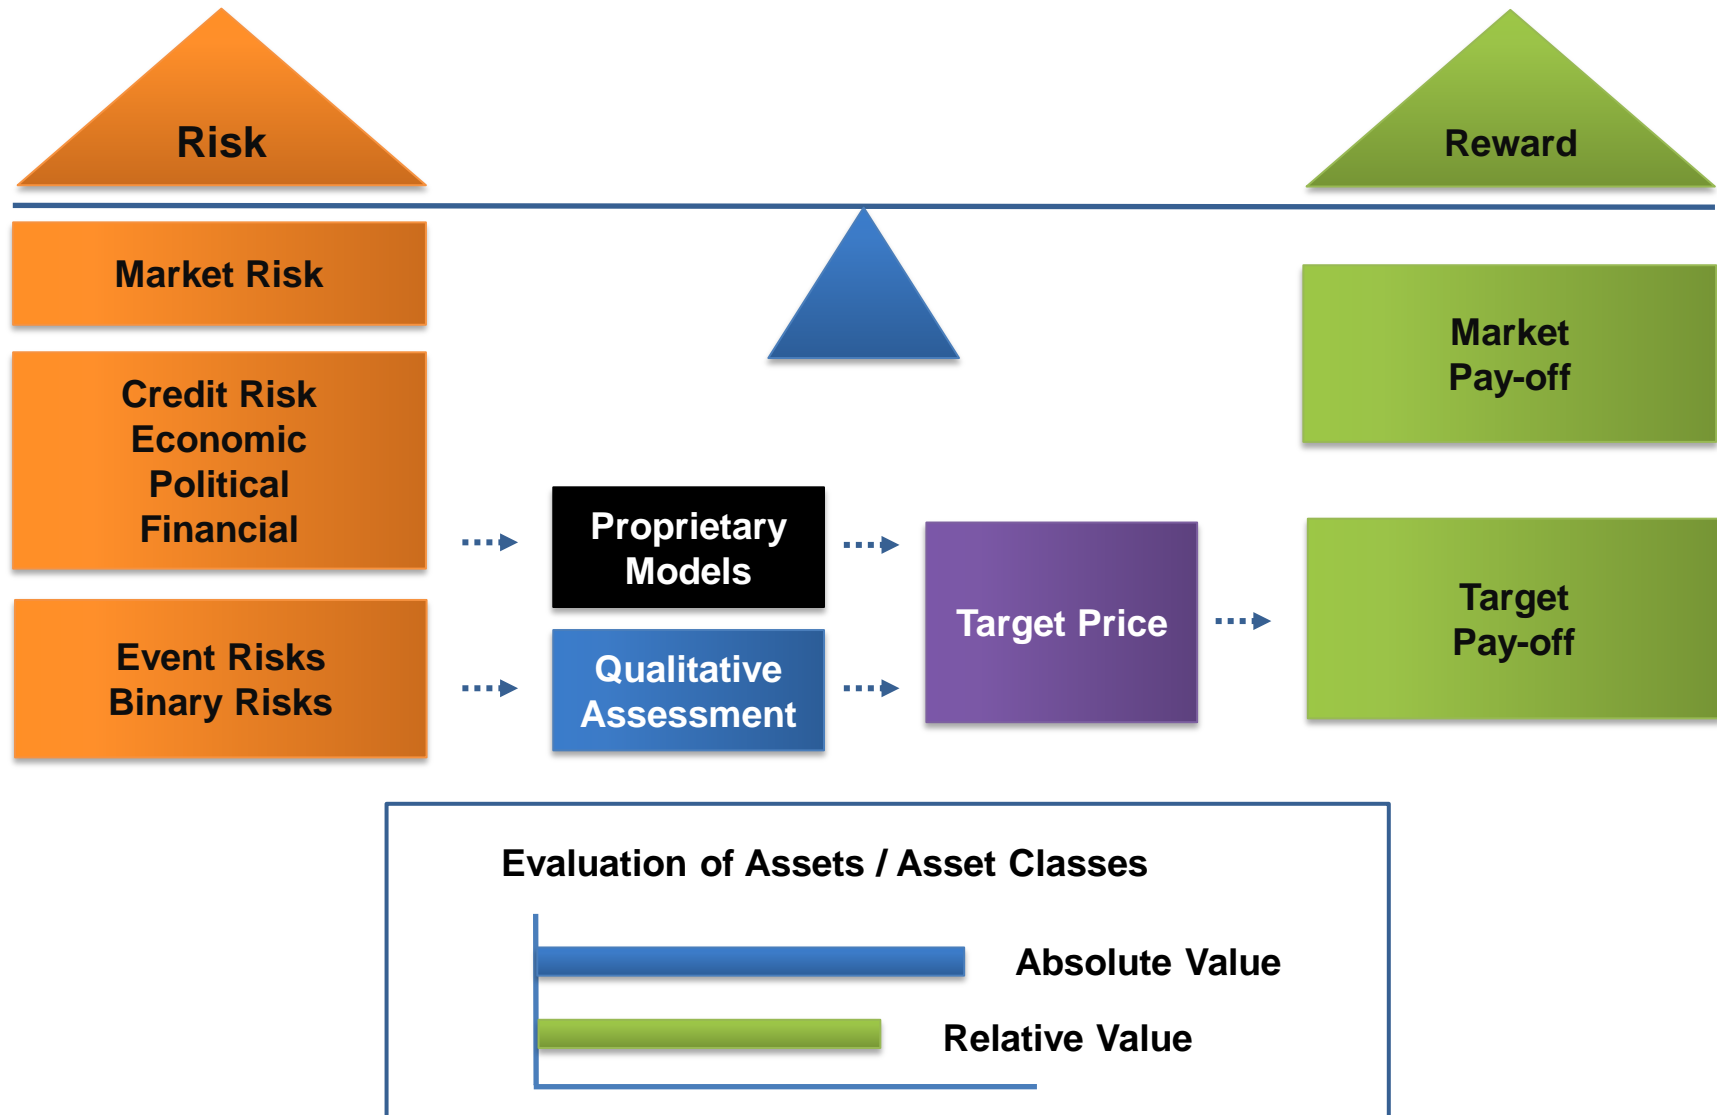 Risk
Reward
Market Risk
Credit Risk
Economic
Political
Financial
Event Risks
Binary Risks
Proprietary
Models
Qualitative
Assessment
Target Price
Market
Pay-off
Target
Pay-off
Evaluation of Assets / Asset Classes
Absolute Value
Relative Value